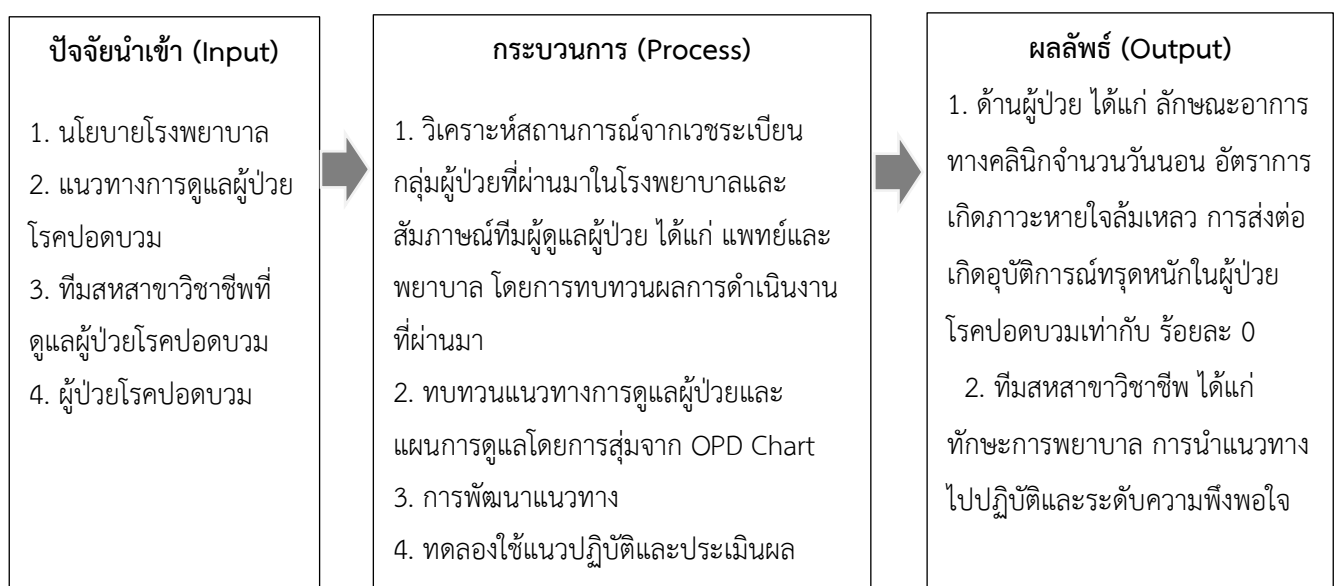 ปัจจัยนำเข้า (Input)
1. นโยบายโรงพยาบาล
2. แนวทางการดูแลผู้ป่วย
โรคปอดบวม
3. ทีมสหสาขาวิชาชีพที่
ดูแลผู้ป่วยโรคปอดบวม
4. ผู้ป่วยโรคปอดบวม
กระบวนการ (Process)
1. วิเคราะห์สถานการณ์จากเวชระเบียน
กลุ่มผู้ป่วยที่ผ่านมาในโรงพยาบาลและ
สัมภาษณ์ทีมผู้ดูแลผู้ป่วย ได้แก่ แพทย์และ
พยาบาล โดยการทบทวนผลการดำเนินงาน
ที่ผ่านมา
2. ทบทวนแนวทางการดูแลผู้ป่วยและ
แผนการดูแลโดยการสุ่มจาก OPD Chart
3. การพัฒนาแนวทาง
4. ทดลองใช้แนวปฏิบัติและประเมินผล
ผลลัพธ์ (Output)
1. ด้านผู้ป่วย ได้แก่ ลักษณะอาการ
ทางคลินิกจำนวนวันนอน อัตราการ
เกิดภาวะหายใจล้มเหลว การส่งต่อ
เกิดอุบัติการณ์ทรุดหนักในผู้ป่วย
โรคปอดบวมเท่ากับ ร้อยละ 0
2. ทีมสหสาขาวิชาชีพ ได้แก่
ทักษะการพยาบาล การนำแนวทาง
ไปปฏิบัติและระดับความพึงพอใจ